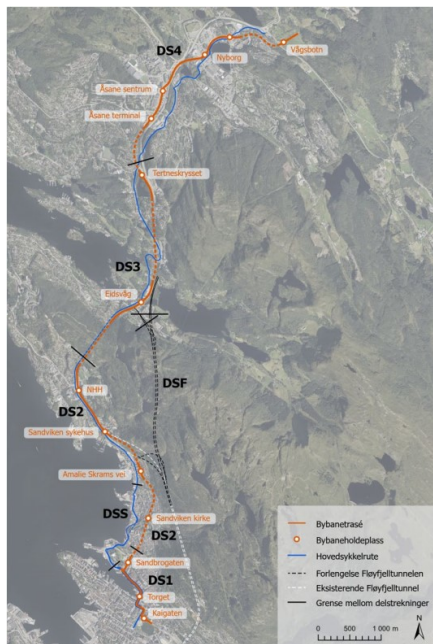 DS4
Vågsbotn
Nyborg
Åsane sentrum
Åsane terminal
Tertneskrysset
DS3
Eidsvåg
DSF
NHH
DS2
Sandviken sykehus
Amalie Skrams vei
DSS
Sandviken kirke
DS2
Sandbrogaten
DS1
Torget
Kaigaten
Bybanetrasé
Bybaneholdeplass
Hovedsykkelrute
Forlengelse Fløyfjelltunnelen
Eksisterende Fløyfjelltunnel
Grense mellom delstrekninger
0 500 1 000 m
N